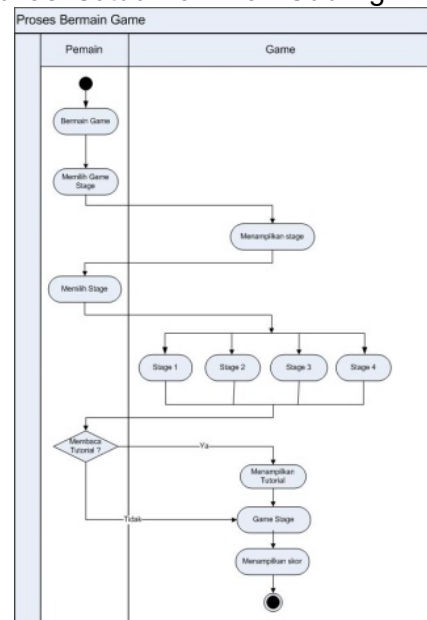 Proses Bermain Game
Pemain
Game
Bermain Game
Memilih Game
Stage
Menampilkan stage
Memilih Stage
Stage 1
Stage 2
Stage 3
Stage 4
Membaca
Tutorial ?
Ya
Menampilkan
Tutorial
Tidak
Game Stage
Menampilkan skor